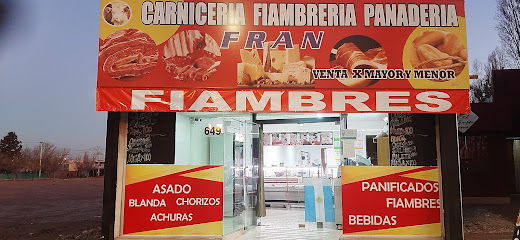 CARNICERIA FIAMBRERIA PANADERIA
FRAN
VENTA X MAYOR Y MENOR
FIAMBRES
649
ASADO
BLANDA CHORIZOS
ACHURAS
PANIFICADOS
FIAMBRES
BEBIDAS